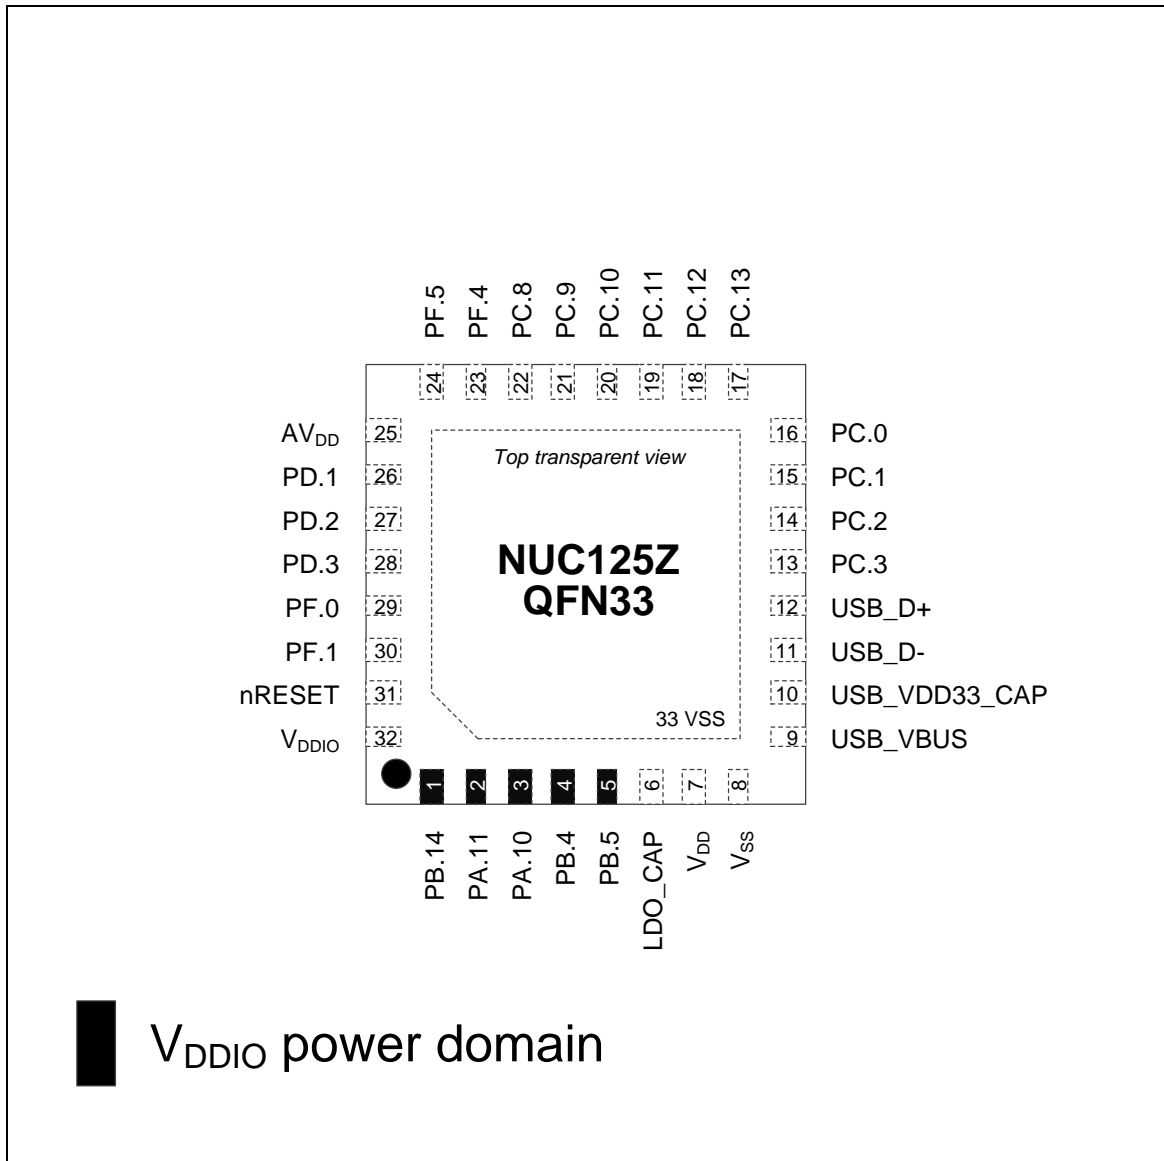 PF.5
PF.4
PC.8
PC.9
PC.10
PC.11
PC.12
PC.13
24
23
22
21
20
19
18
17
AVDD 25
PD.1 26
PD.2 27
PD.3 28
PF.0 29
PF.1 30
nRESET 31
VDDIO 32
Top transparent view
NUC125Z
QFN33
33 VSS
16 PC.0
15 PC.1
14 PC.2
13 PC.3
12 USB_D+
11 USB_D-
10 USB_VDD33_CAP
9 USB_VBUS
1
2
3
4
5
6
7
8
PB.14
PA.11
PA.10
PB.4
PB.5
LDO_CAP
VDD
VSS
VDDIO power domain